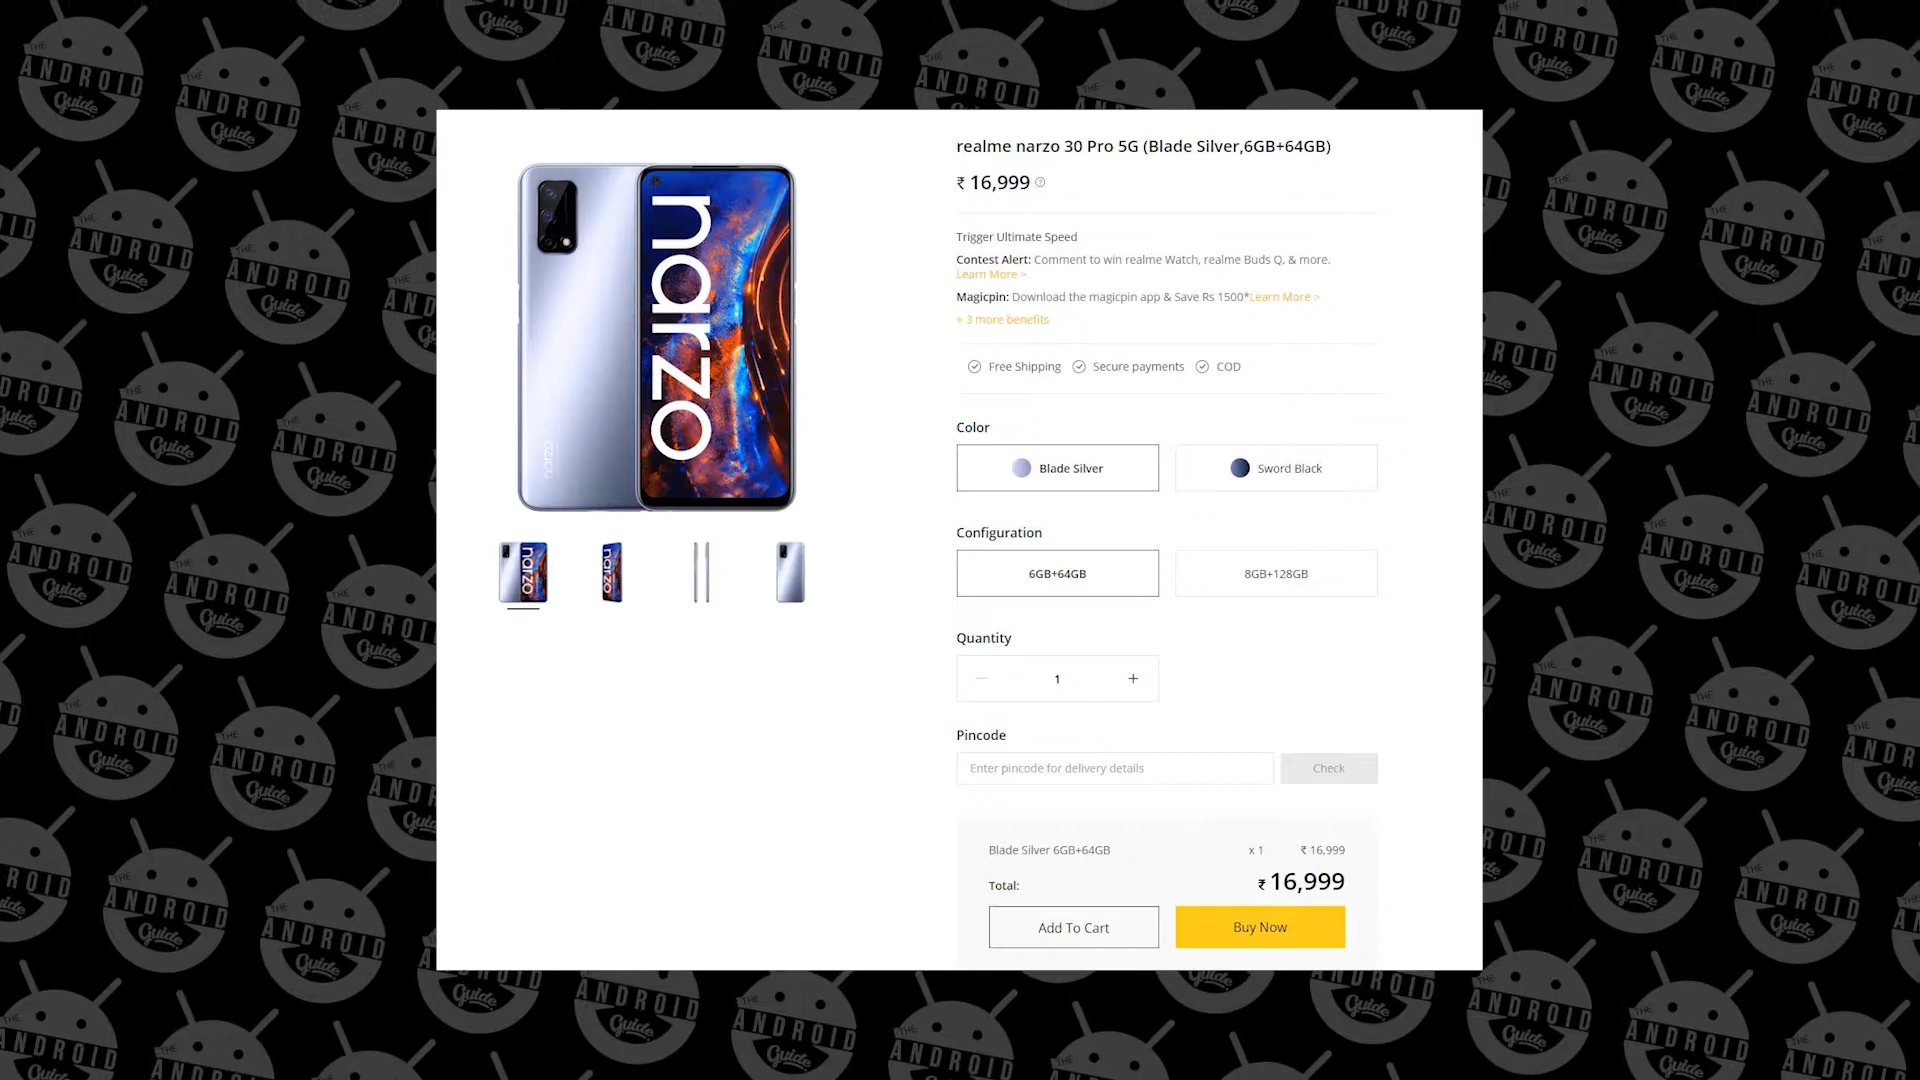 realme narzo 30 Pro 5G (Blade Silver,6GB+64GB)
₹ 16,999
Trigger Ultimate Speed
Contest Alert: Comment to win realme Watch, realme Buds Q, & more.
Learn More >
Magicpin: Download the magicpin app & Save Rs 1500*Learn More >
+ 3 more benefits
Free Shipping Secure payments COD
Color
Blade Silver Sword Black
Configuration
6GB+64GB 8GB+128GB
Quantity
1
Pincode
Enter pincode for delivery details Check
Blade Silver 6GB+64GB x 1 ₹ 16,999
Total: ₹ 16,999
Add To Cart Buy Now
narzo
narzo
THE
ANDROID
Guide